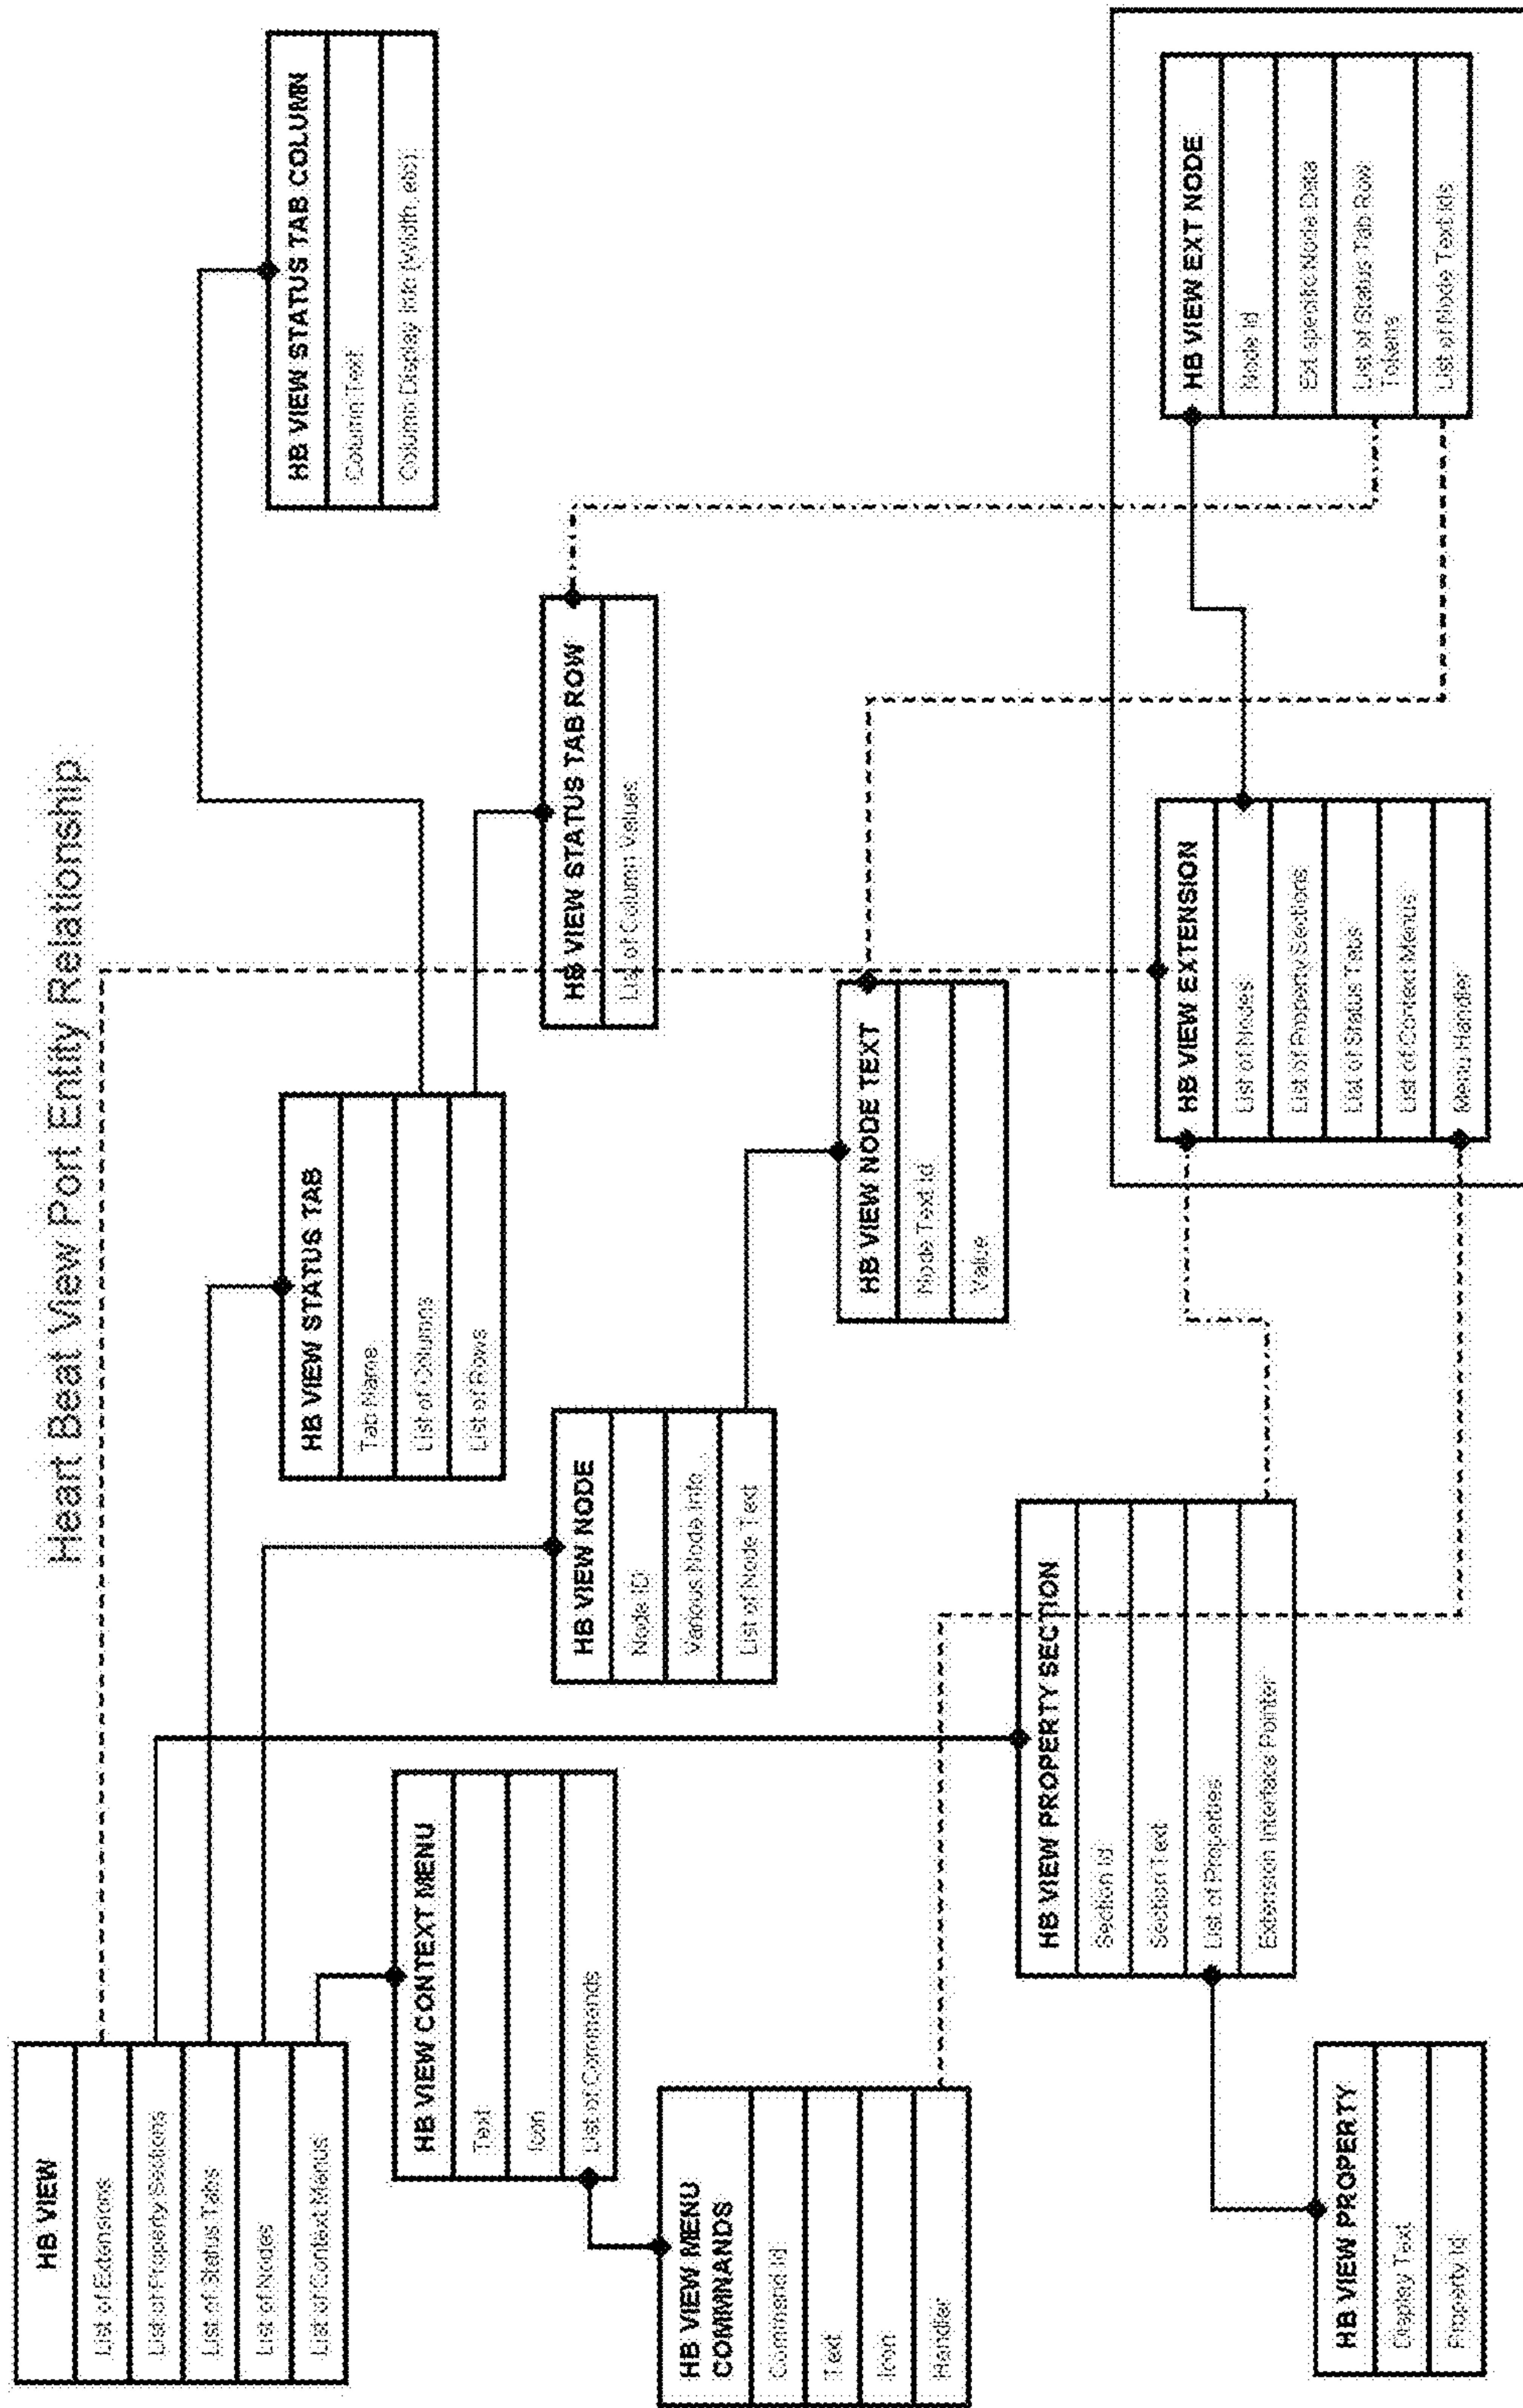 Heart Beat View Port Entity Relationship
HB VIEW
List of Extensions
List of Property Sections
List of Status Tabs
List of Nodes
List of Context Menus
HB VIEW STATUS TAB
Tab Name
List of Columns
List of Rows
HB VIEW STATUS TAB COLUMN
Column Text
Column Display Info (Width, etc)
HB VIEW CONTEXT MENU
Text
Icon
List of Commands
HB VIEW NODE
Node ID
Various Node Info...
List of Node Text
HB VIEW STATUS TAB ROW
List of Column Values
HB VIEW MENU
COMMNANDS
Command Id
Text
Icon
Handler
HB VIEW NODE TEXT
Node Text Id
Value
HB VIEW PROPERTY SECTION
Section Id
Section Text
List of Properties
Extension Interface Pointer
HB VIEW EXTENSION
List of Nodes
List of Property Sections
List of Status Tabs
List of Context Menus
Menu Handler
HB VIEW EXT NODE
Node Id
Ext specific Node Data
List of Status Tab Row
Tokens
List of Node Text Ids
HB VIEW PROPERTY
Display Text
Property Id